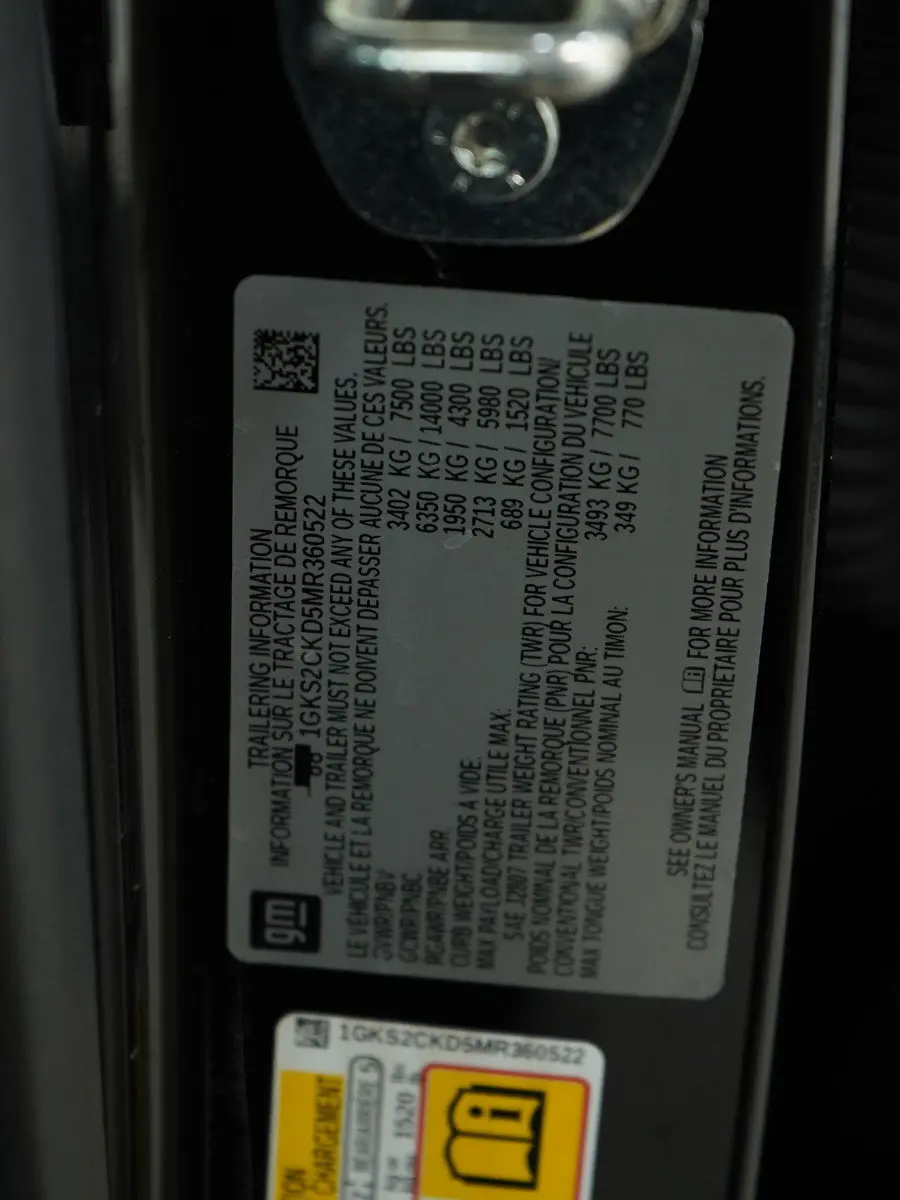 gm
TRAILERING INFORMATION
INFORMATION SUR LE TRACTAGE DE REMORQUE
1GKS2CKD5MR360522
VEHICLE AND TRAILER MUST NOT EXCEED ANY OF THESE VALUES.
LE VÉHICULE ET LA REMORQUE NE DOIVENT DÉPASSER AUCUNE DE CES VALEURS.
GVWR/PNBV 3402 KG / 7500 LBS
GCWR/PNBC 6350 KG / 14000 LBS
RGAWR/PNBE ARR 1950 KG / 4300 LBS
CURB WEIGHT/POIDS A VIDE. 2713 KG / 5980 LBS
MAX PAYLOAD/CHARGE UTILE MAX: 689 KG / 1520 LBS
SAE J2807 TRAILER WEIGHT RATING (TWR) FOR VEHICLE CONFIGURATION/
POIDS NOMINAL DE LA REMORQUE (PNR) POUR LA CONFIGURATION DU VÉHICULE
CONVENTIONAL TWR/CONVENTIONNEL PNR: 3493 KG / 7700 LBS
MAX TONGUE WEIGHT/POIDS NOMINAL AU TIMON: 349 KG / 770 LBS
SEE OWNER'S MANUAL FOR MORE INFORMATION
CONSULTEZ LE MANUEL DU PROPRIETAIRE POUR PLUS D'INFORMATIONS.
1GKS2CKD5MR360522
CHARGEMENT
REAR/ARRIÈRE 5
1520